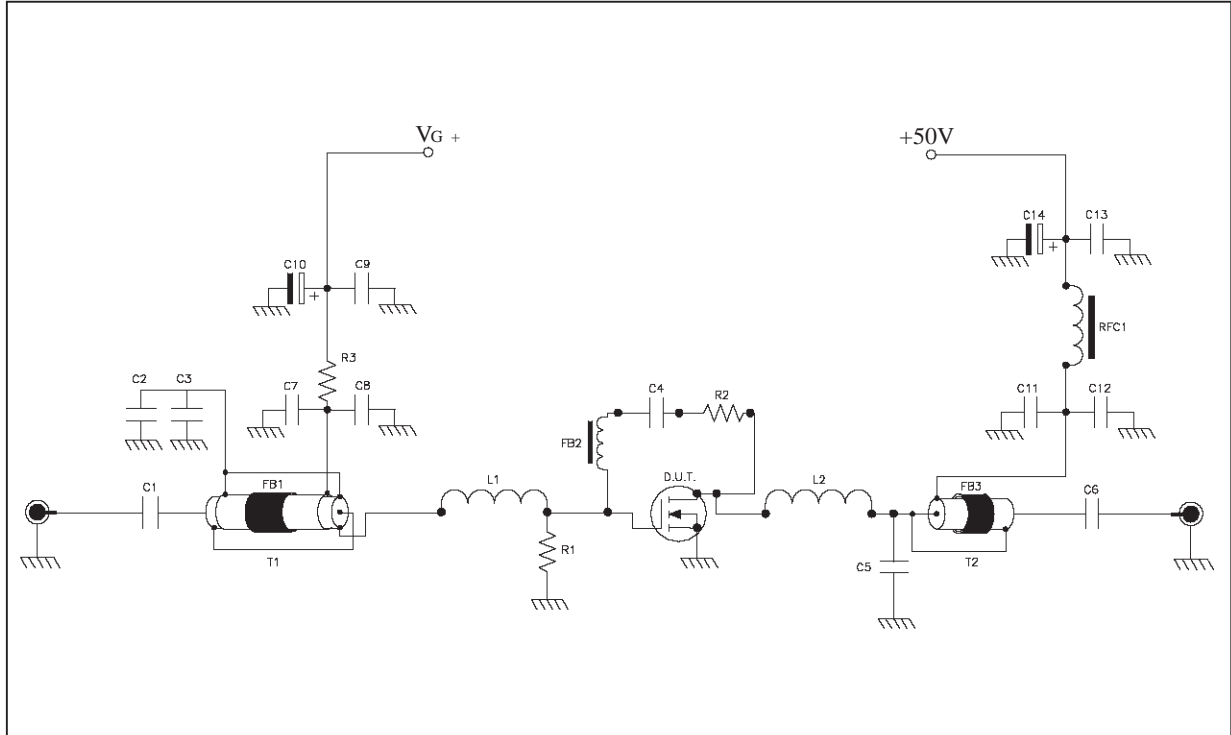 VG +
+50V
C14
C13
C10
C9
RFC1
R3
C2
C3
C7
C8
C4
R2
C11
C12
FB2
FB1
D.U.T.
L1
L2
FB3
C1
C6
R1
C5
T1
T2
+
+